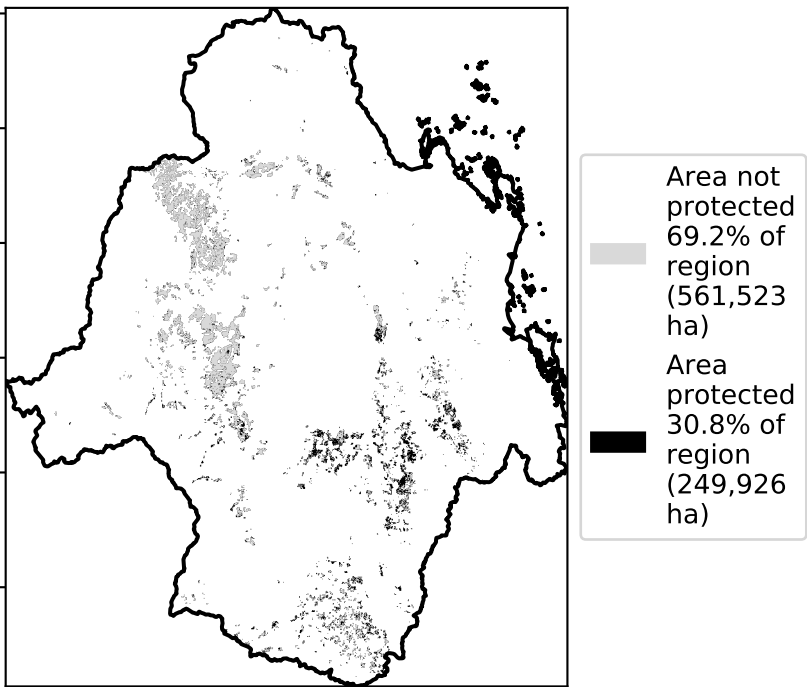 Area not
protected
69.2% of
region
(561,523
ha)
Area
protected
30.8% of
region
(249,926
ha)